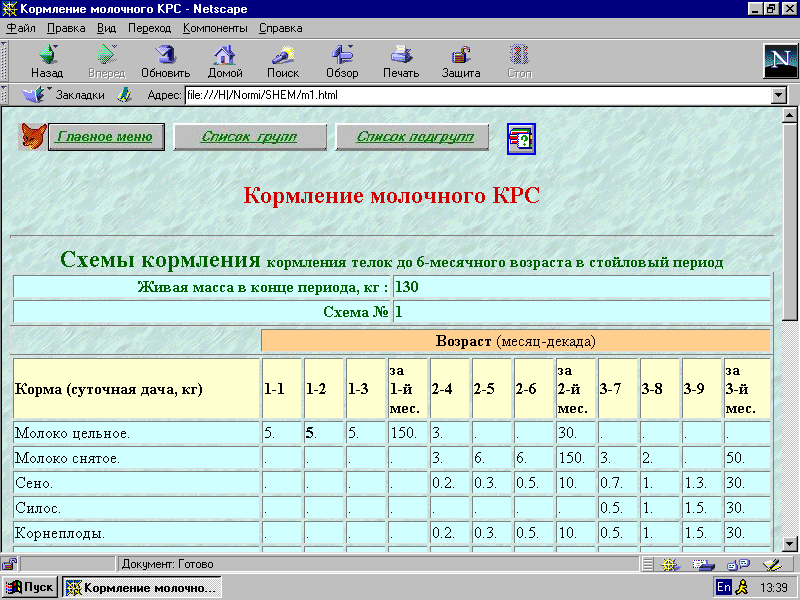 Кормление молочного КРС - Netscape
Файл Правка Вид Переход Компоненты Справка
Назад Вперед Обновить Домой Поиск Обзор Печать Защита Стоп
N
Закладки Адрес: file:///H|/Normi/SHEM/m1.html
Главное меню Список групп Список подгрупп
Кормление молочного КРС
Схемы кормления кормления телок до 6-месячного возраста в стойловый период
Живая масса в конце периода, кг : 130
Схема № 1
Возраст (месяц-декада)
Корма (суточная дача, кг) 1-1 1-2 1-3 за 1-й мес. 2-4 2-5 2-6 за 2-й мес. 3-7 3-8 3-9 за 3-й мес.
Молоко цельное. 5. 5. 5. 150. 3. . . 30. . . . .
Молоко снятое. . . . . 3. 6. 6. 150. 3. 2. . 50.
Сено. . . . . 0.2. 0.3. 0.5. 10. 0.7. 1. 1.3. 30.
Силос. . . . . . . . . 0.5. 1. 1.5. 30.
Корнеплоды. . . . . 0.2. 0.3. 0.5. 10. 0.5. 1. 1.5. 30.
Документ: Готово
Пуск Кормление молочно... En 13:39